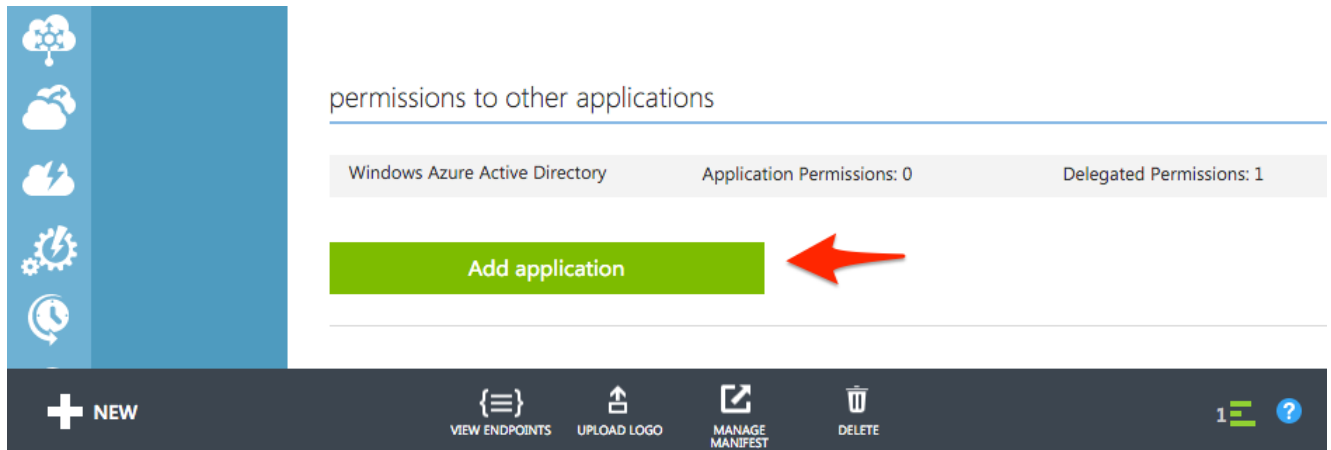 permissions to other applications
Windows Azure Active Directory Application Permissions: 0 Delegated Permissions: 1
Add application
NEW
VIEW ENDPOINTS
UPLOAD LOGO
MANAGE
MANIFEST
DELETE
1
?